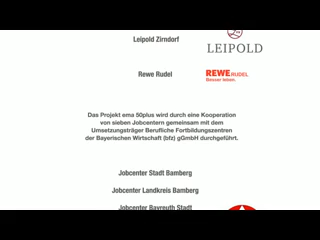 Leipold Zirndorf
LEIPOLD
Rewe Rudel
REWE RUDEL
Besser leben.
Das Projekt ema 50plus wird durch eine Kooperation
von sieben Jobcentern gemeinsam mit dem
Umsetzungsträger Berufliche Fortbildungszentren
der Bayerischen Wirtschaft (bfz) gGmbH durchgeführt.
Jobcenter Stadt Bamberg
Jobcenter Landkreis Bamberg
Jobcenter Bayreuth Stadt